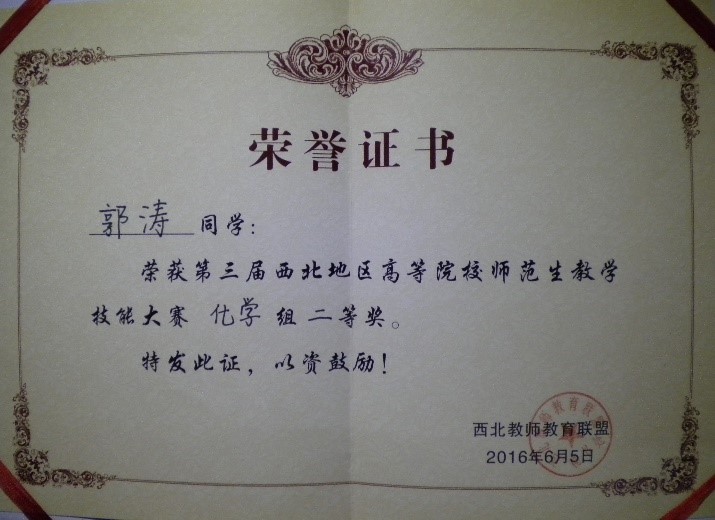 荣誉证书
郭涛 同学：
荣获第三届西北地区高等院校师范生教学
技能大赛 化学 组 二等奖。
特发此证，以资鼓励！
西北教师教育联盟
2016年6月5日